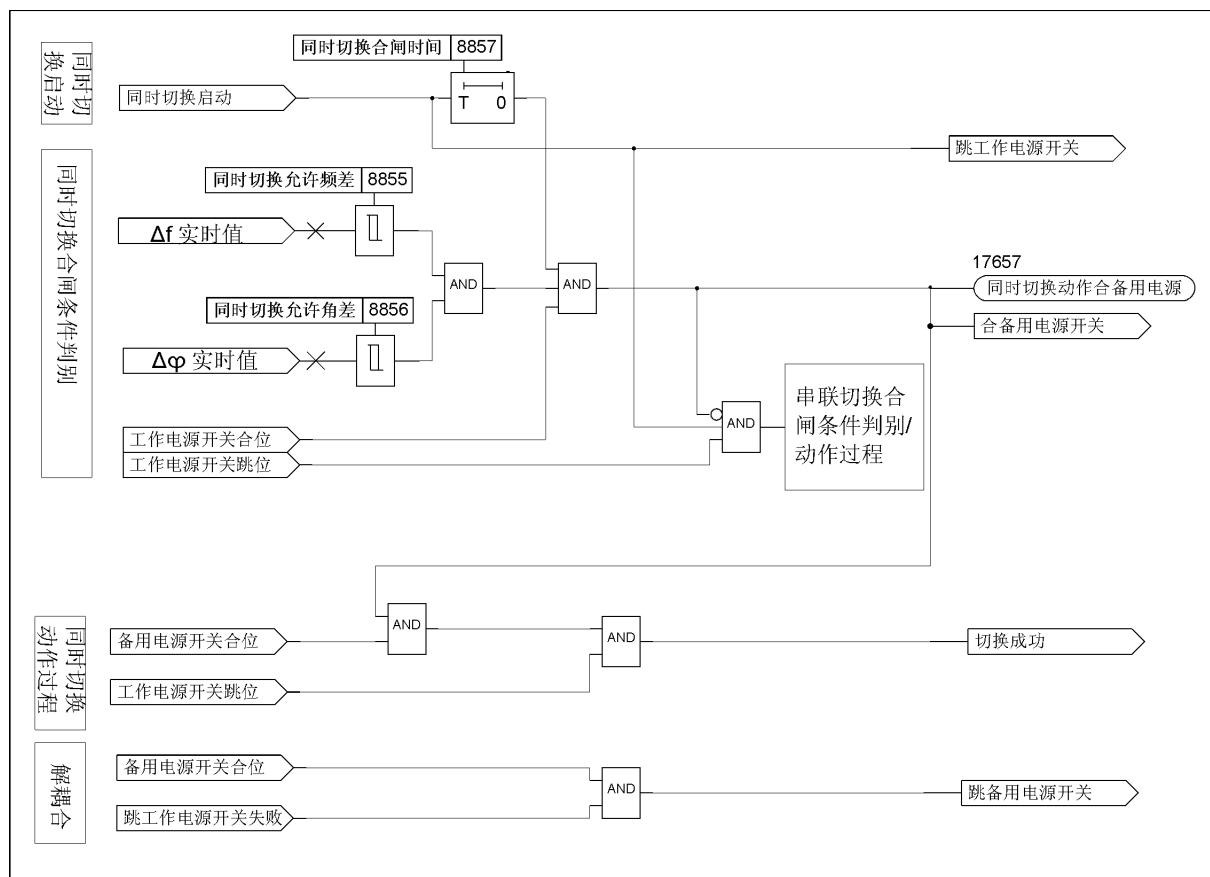 同时切换启动
同时切换合闸时间 8857
同时切换启动
T 0
跳工作电源开关
同时切换合闸条件判别
同时切换允许频差 8855
Δf 实时值
AND
AND
同时切换允许角差 8856
Δφ 实时值
17657
同时切换动作合备用电源
合备用电源开关
工作电源开关合位
工作电源开关跳位
AND
串联切换合
闸条件判别/
动作过程
同时切换
动作过程
备用电源开关合位
AND
AND
切换成功
工作电源开关跳位
解耦合
备用电源开关合位
AND
跳备用电源开关
跳工作电源开关失败